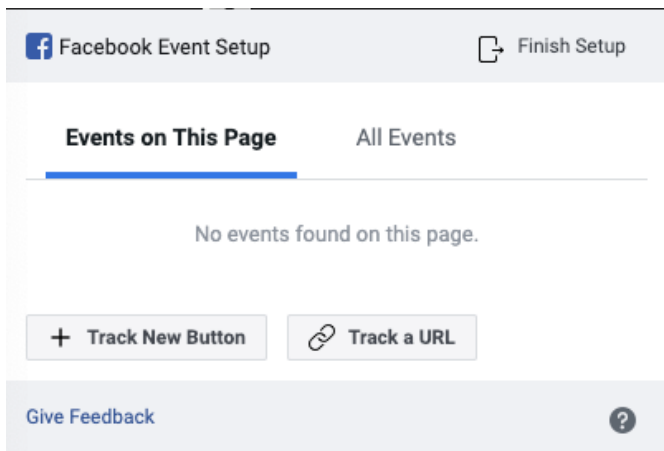 Facebook Event Setup
Finish Setup
Events on This Page
All Events
No events found on this page.
+ Track New Button
Track a URL
Give Feedback
?